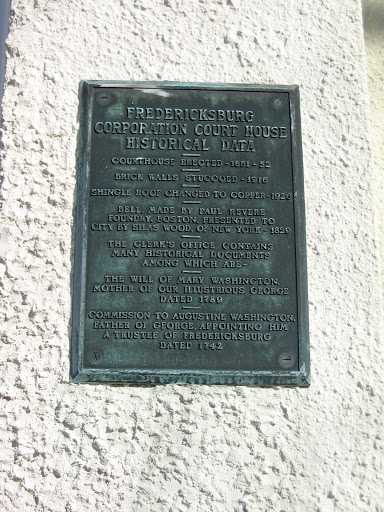 FREDERICKSBURG
CORPORATION COURT HOUSE
HISTORICAL DATA
COURTHOUSE ERECTED-1851-52
BRICK WALLS STUCCOED-1916
SHINGLE ROOF CHANGED TO COPPER-1926
BELL, MADE BY PAUL REVERE
FOUNDRY, BOSTON, PRESENTED TO
CITY BY SILAS WOOD, OF NEW YORK-1829
THE CLERK'S OFFICE CONTAINS
MANY HISTORICAL DOCUMENTS
AMONG WHICH ARE-
THE WILL OF MARY WASHINGTON,
MOTHER OF OUR ILLUSTRIOUS GEORGE
DATED 1789
COMMISSION TO AUGUSTINE WASHINGTON,
FATHER OF GEORGE, APPOINTING HIM
A TRUSTEE OF FREDERICKSBURG
DATED 1742